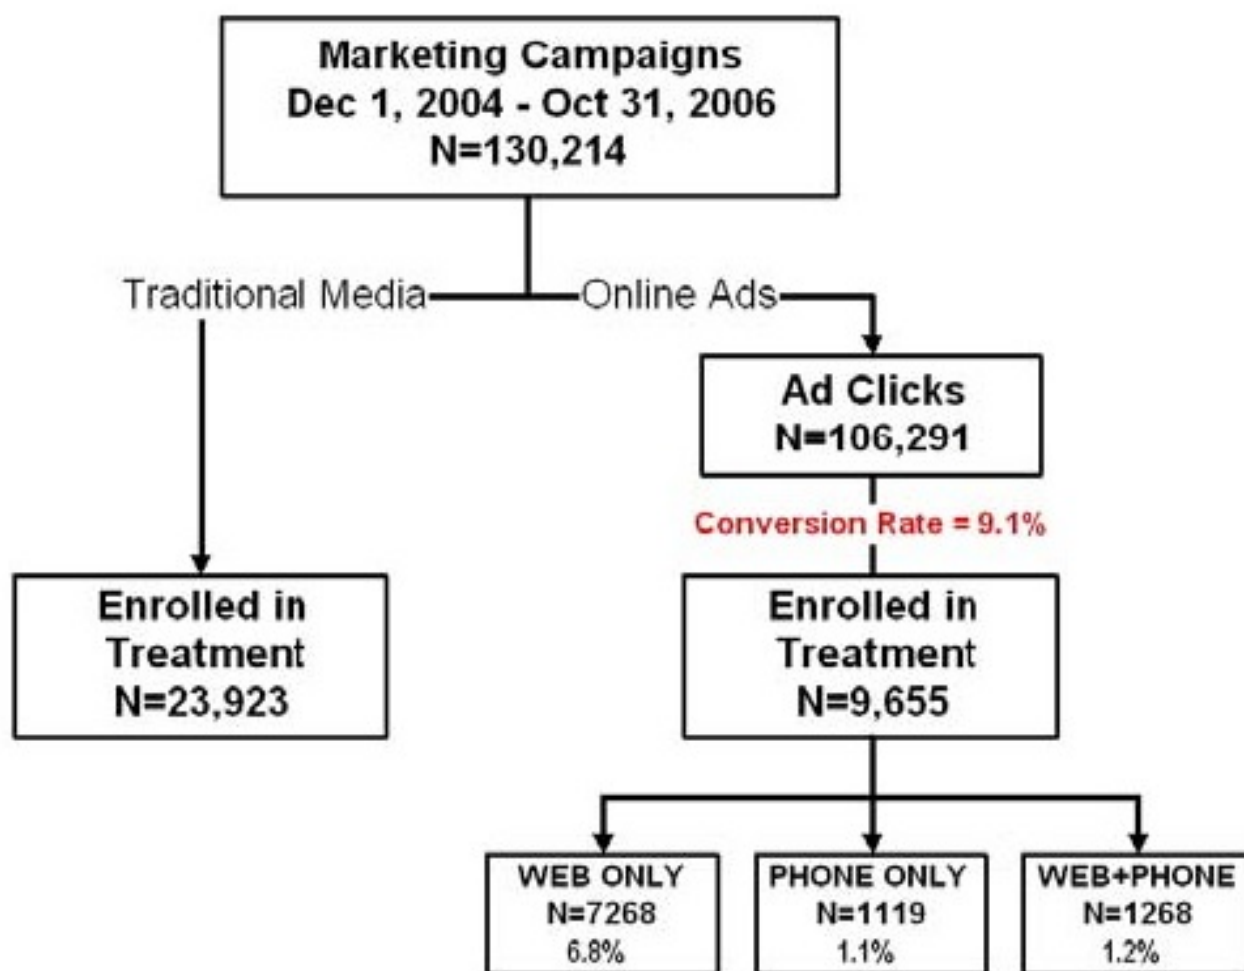 Marketing Campaigns
Dec 1, 2004 - Oct 31, 2006
N=130,214
Traditional Media
Online Ads
Ad Clicks
N=106,291
Conversion Rate = 9.1%
Enrolled in
Treatment
N=23,923
Enrolled in
Treatment
N=9,655
WEB ONLY
N=7268
6.8%
PHONE ONLY
N=1119
1.1%
WEB+PHONE
N=1268
1.2%